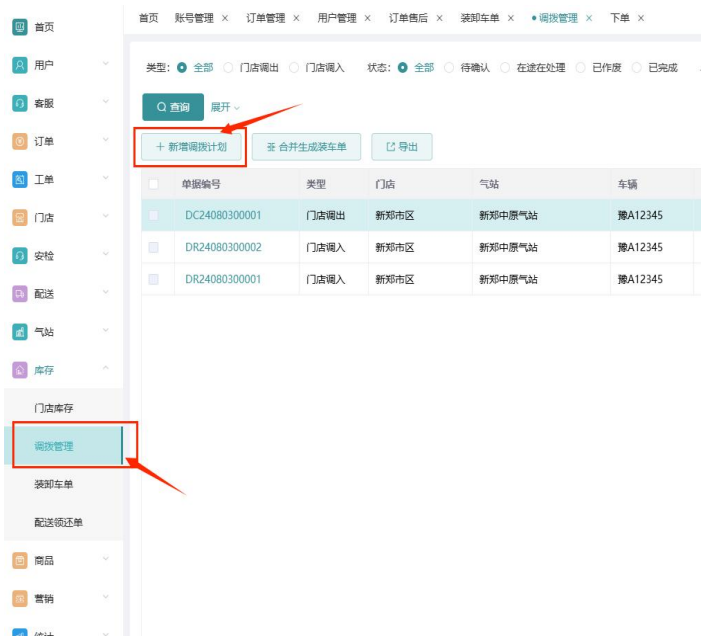 首页 账号管理 × 订单管理 × 用户管理 × 订单售后 × 装卸车单 × 调拨管理 × 下单 ×
首页
用户
客服
订单
工单
门店
安检
配送
气站
库存
门店库存
调拨管理
装卸车单
配送领还单
商品
营销
统计
类型: 全部 门店调出 门店调入 状态: 全部 待确认 在途在处理 已作废 已完成
查询 展开
+ 新增调拨计划 合并生成装车单 导出
单据编号 类型 门店 气站 车辆
DC24080300001 门店调出 新郑市区 新郑中原气站 豫A12345
DR24080300002 门店调入 新郑市区 新郑中原气站 豫A12345
DR24080300001 门店调入 新郑市区 新郑中原气站 豫A12345